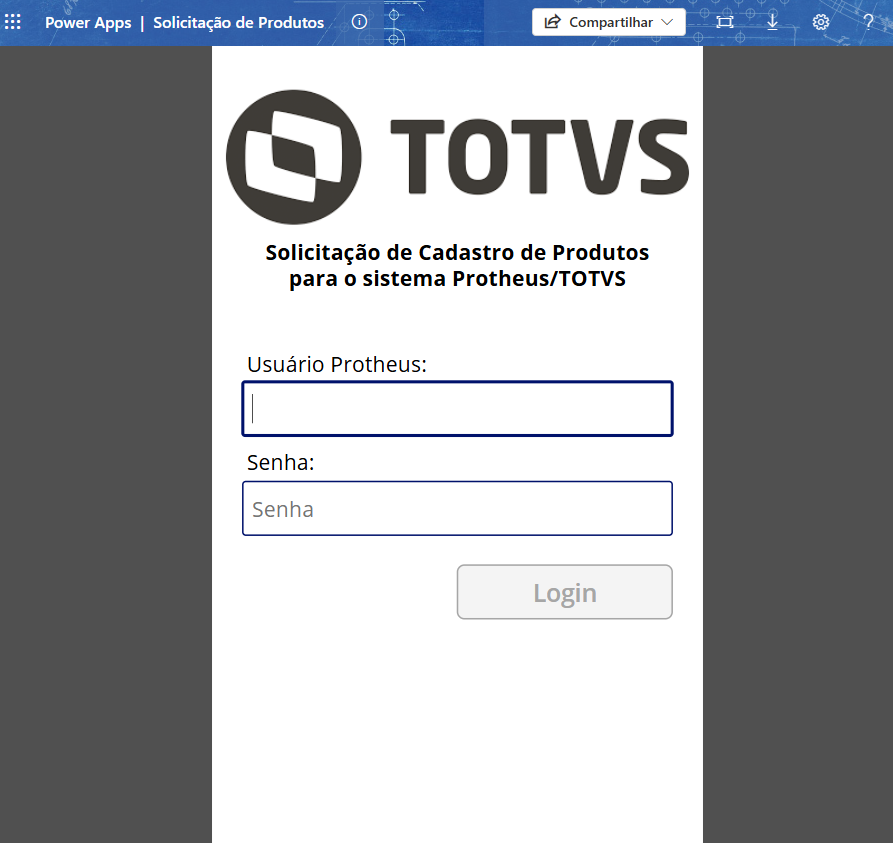 Power Apps | Solicitação de Produtos
Compartilhar
TOTVS
Solicitação de Cadastro de Produtos
para o sistema Protheus/TOTVS
Usuário Protheus:
Senha:
Senha
Login